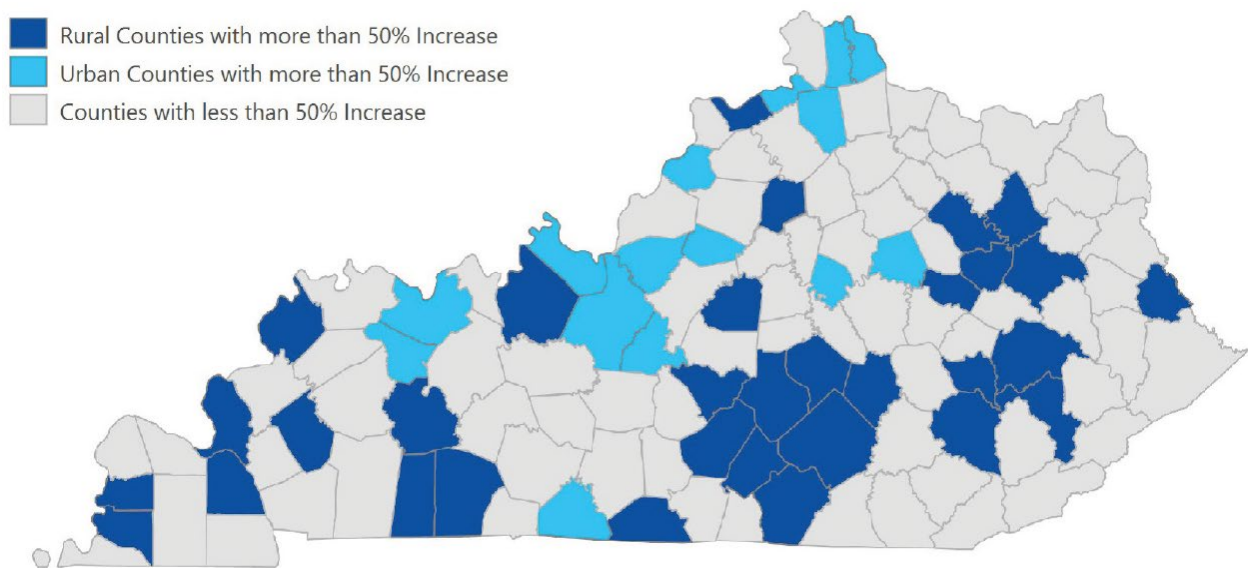 Rural Counties with more than 50% Increase
Urban Counties with more than 50% Increase
Counties with less than 50% Increase